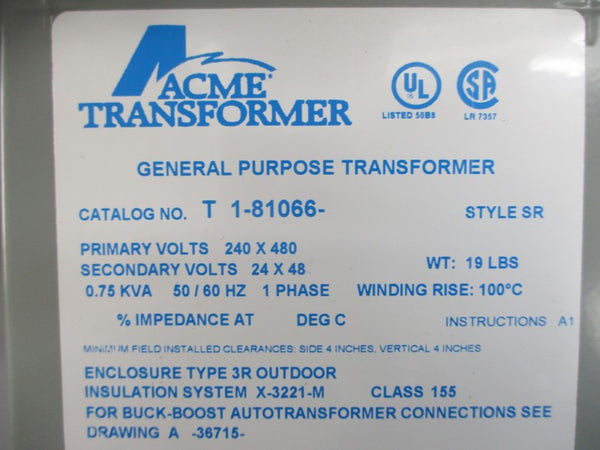 ACME
TRANSFORMER
UL
LISTED 50B8
SA
LR 7357
GENERAL PURPOSE TRANSFORMER
CATALOG NO. T 1-81066- STYLE SR
PRIMARY VOLTS 240 X 480
SECONDARY VOLTS 24 X 48 WT: 19 LBS
0.75 KVA 50 / 60 HZ 1 PHASE WINDING RISE: 100°C
% IMPEDANCE AT DEG C INSTRUCTIONS A1
MINIMUM FIELD INSTALLED CLEARANCES: SIDE 4 INCHES, VERTICAL 4 INCHES
ENCLOSURE TYPE 3R OUTDOOR
INSULATION SYSTEM X-3221-M CLASS 155
FOR BUCK-BOOST AUTOTRANSFORMER CONNECTIONS SEE
DRAWING A -36715-